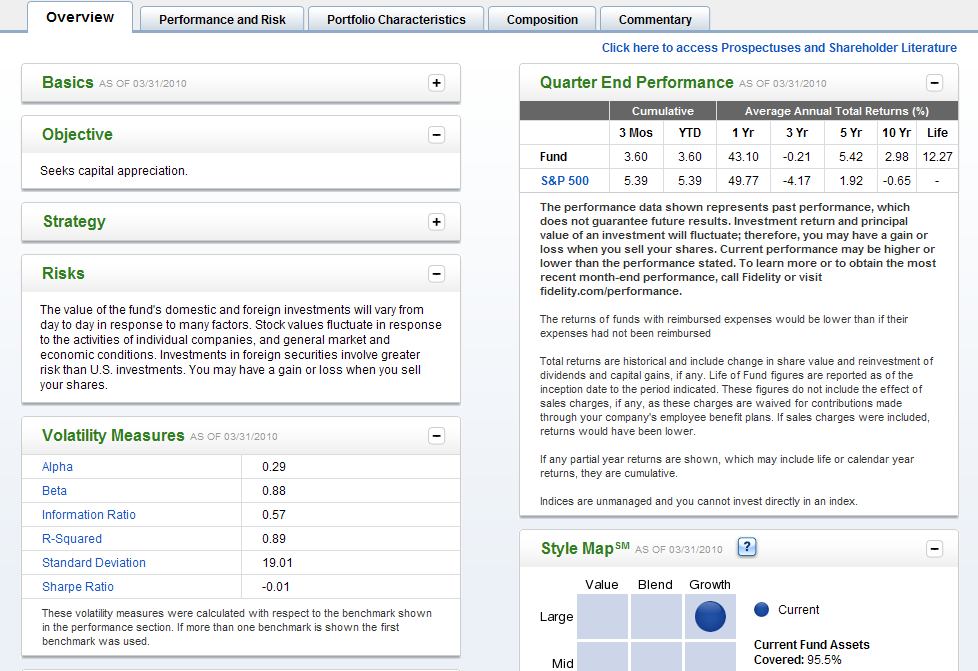 Overview
Performance and Risk
Portfolio Characteristics
Composition
Commentary
Click here to access Prospectuses and Shareholder Literature
Basics AS OF 03/31/2010
Objective
Seeks capital appreciation.
Strategy
Risks
The value of the fund's domestic and foreign investments will vary from
day to day in response to many factors. Stock values fluctuate in response
to the activities of individual companies, and general market and
economic conditions. Investments in foreign securities involve greater
risk than U.S. investments. You may have a gain or loss when you sell
your shares.
Volatility Measures AS OF 03/31/2010
Alpha 0.29
Beta 0.88
Information Ratio 0.57
R-Squared 0.89
Standard Deviation 19.01
Sharpe Ratio -0.01
These volatility measures were calculated with respect to the benchmark shown
in the performance section. If more than one benchmark is shown the first
benchmark was used.
Quarter End Performance AS OF 03/31/2010
Cumulative Average Annual Total Returns (%)
3 Mos YTD 1 Yr 3 Yr 5 Yr 10 Yr Life
Fund 3.60 3.60 43.10 -0.21 5.42 2.98 12.27
S&P 500 5.39 5.39 49.77 -4.17 1.92 -0.65 -
The performance data shown represents past performance, which
does not guarantee future results. Investment return and principal
value of an investment will fluctuate; therefore, you may have a gain or
loss when you sell your shares. Current performance may be higher or
lower than the performance stated. To learn more or to obtain the most
recent month-end performance, call Fidelity or visit
fidelity.com/performance.
The returns of funds with reimbursed expenses would be lower than if their
expenses had not been reimbursed
Total returns are historical and include change in share value and reinvestment of
dividends and capital gains, if any. Life of Fund figures are reported as of the
inception date to the period indicated. These figures do not include the effect of
sales charges, if any, as these charges are waived for contributions made
through your company's employee benefit plans. If sales charges were included,
returns would have been lower.
If any partial year returns are shown, which may include life or calendar year
returns, they are cumulative.
Indices are unmanaged and you cannot invest directly in an index.
Style Map℠ AS OF 03/31/2010 ?
Value Blend Growth
Large
Mid
Current
Current Fund Assets
Covered: 95.5%